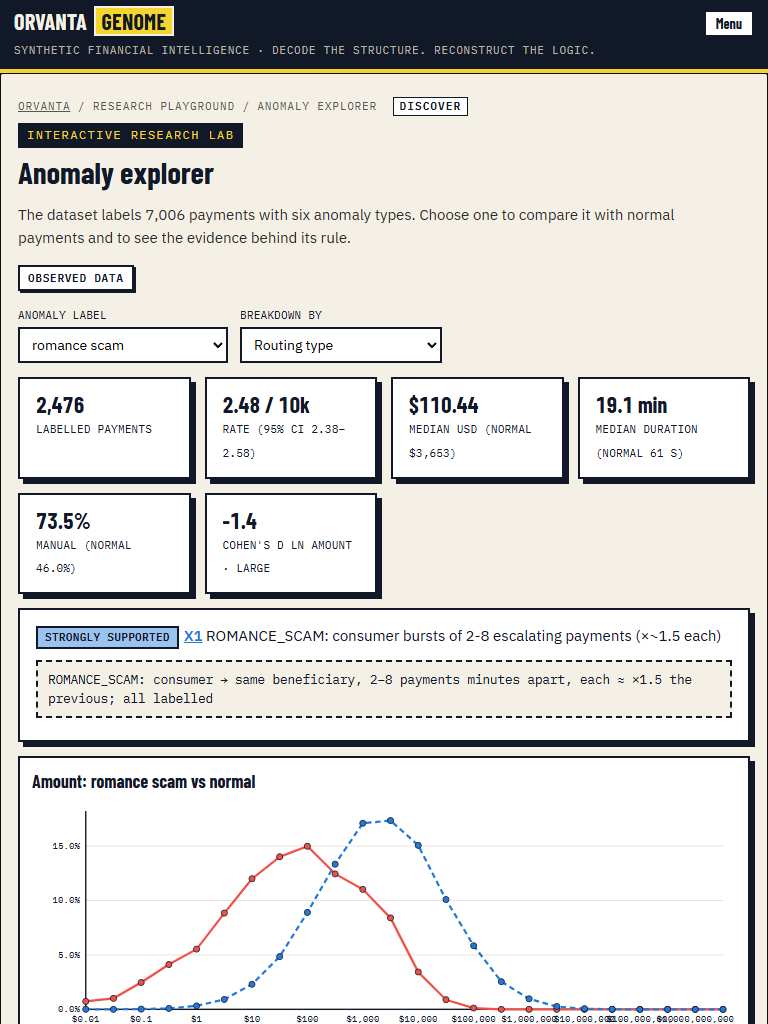 ORVANTA GENOME
Menu
SYNTHETIC FINANCIAL INTELLIGENCE · DECODE THE STRUCTURE. RECONSTRUCT THE LOGIC.
ORVANTA / RESEARCH PLAYGROUND / ANOMALY EXPLORER DISCOVER
INTERACTIVE RESEARCH LAB
Anomaly explorer
The dataset labels 7,006 payments with six anomaly types. Choose one to compare it with normal
payments and to see the evidence behind its rule.
OBSERVED DATA
ANOMALY LABEL
romance scam
BREAKDOWN BY
Routing type
2,476
LABELLED PAYMENTS
2.48 / 10k
RATE (95% CI 2.38–
2.58)
$110.44
MEDIAN USD (NORMAL
$3,653)
19.1 min
MEDIAN DURATION
(NORMAL 61 S)
73.5%
MANUAL (NORMAL
46.0%)
-1.4
COHEN'S D LN AMOUNT
· LARGE
STRONGLY SUPPORTED X1 ROMANCE_SCAM: consumer bursts of 2-8 escalating payments (×~1.5 each)
ROMANCE_SCAM: consumer → same beneficiary, 2–8 payments minutes apart, each ≈ ×1.5 the
previous; all labelled
Amount: romance scam vs normal
15.0%
10.0%
5.0%
0.0%
$0.01 $0.1 $1 $10 $100 $1,000 $10,000 $100,000 $1,000,000